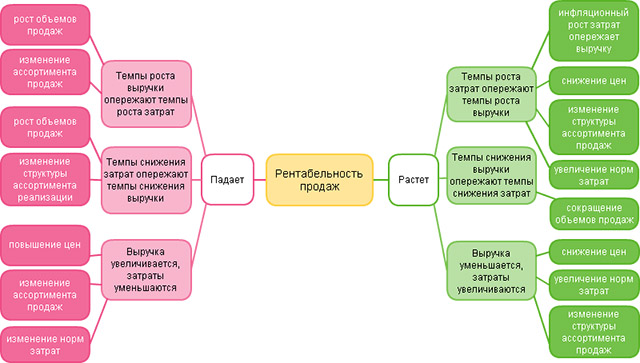 рост объемов
продаж
изменение
ассортимента
продаж
Темпы роста
выручки
опережают темпы
роста затрат
рост объемов
продаж
изменение
структуры
ассортимента
реализации
Темпы снижения
затрат опережают
темпы снижения
выручки
повышение цен
изменение
ассортимента
продаж
изменение норм
затрат
Выручка
увеличивается,
затраты
уменьшаются
Падает
Рентабельность
продаж
Растет
Темпы роста
затрат опережают
темпы роста
выручки
инфляционный
рост затрат
опережает
выручку
снижение цен
изменение
структуры
ассортимента
продаж
увеличение норм
затрат
Темпы снижения
выручки
опережают темпы
снижения затрат
сокращение
объемов продаж
Выручка
уменьшается,
затраты
увеличиваются
снижение цен
увеличение норм
затрат
изменение
структуры
ассортимента
продаж